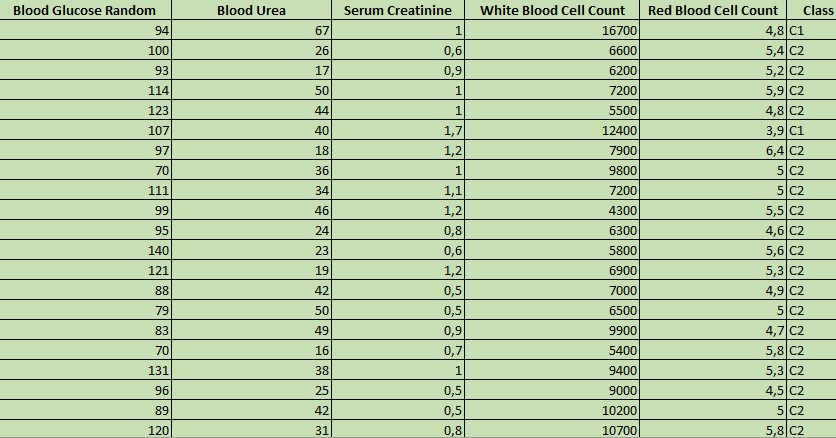 Blood Glucose Random Blood Urea Serum Creatinine White Blood Cell Count Red Blood Cell Count Class
94 67 1 16700 4,8 C1
100 26 0,6 6600 5,4 C2
93 17 0,9 6200 5,2 C2
114 50 1 7200 5,9 C2
123 44 1 5500 4,8 C2
107 40 1,7 12400 3,9 C1
97 18 1,2 7900 6,4 C2
70 36 1 9800 5 C2
111 34 1,1 7200 5 C2
99 46 1,2 4300 5,5 C2
95 24 0,8 6300 4,6 C2
140 23 0,6 5800 5,6 C2
121 19 1,2 6900 5,3 C2
88 42 0,5 7000 4,9 C2
79 50 0,5 6500 5 C2
83 49 0,9 9900 4,7 C2
70 16 0,7 5400 5,8 C2
131 38 1 9400 5,3 C2
96 25 0,5 9000 4,5 C2
89 42 0,5 10200 5 C2
120 31 0,8 10700 5,8 C2